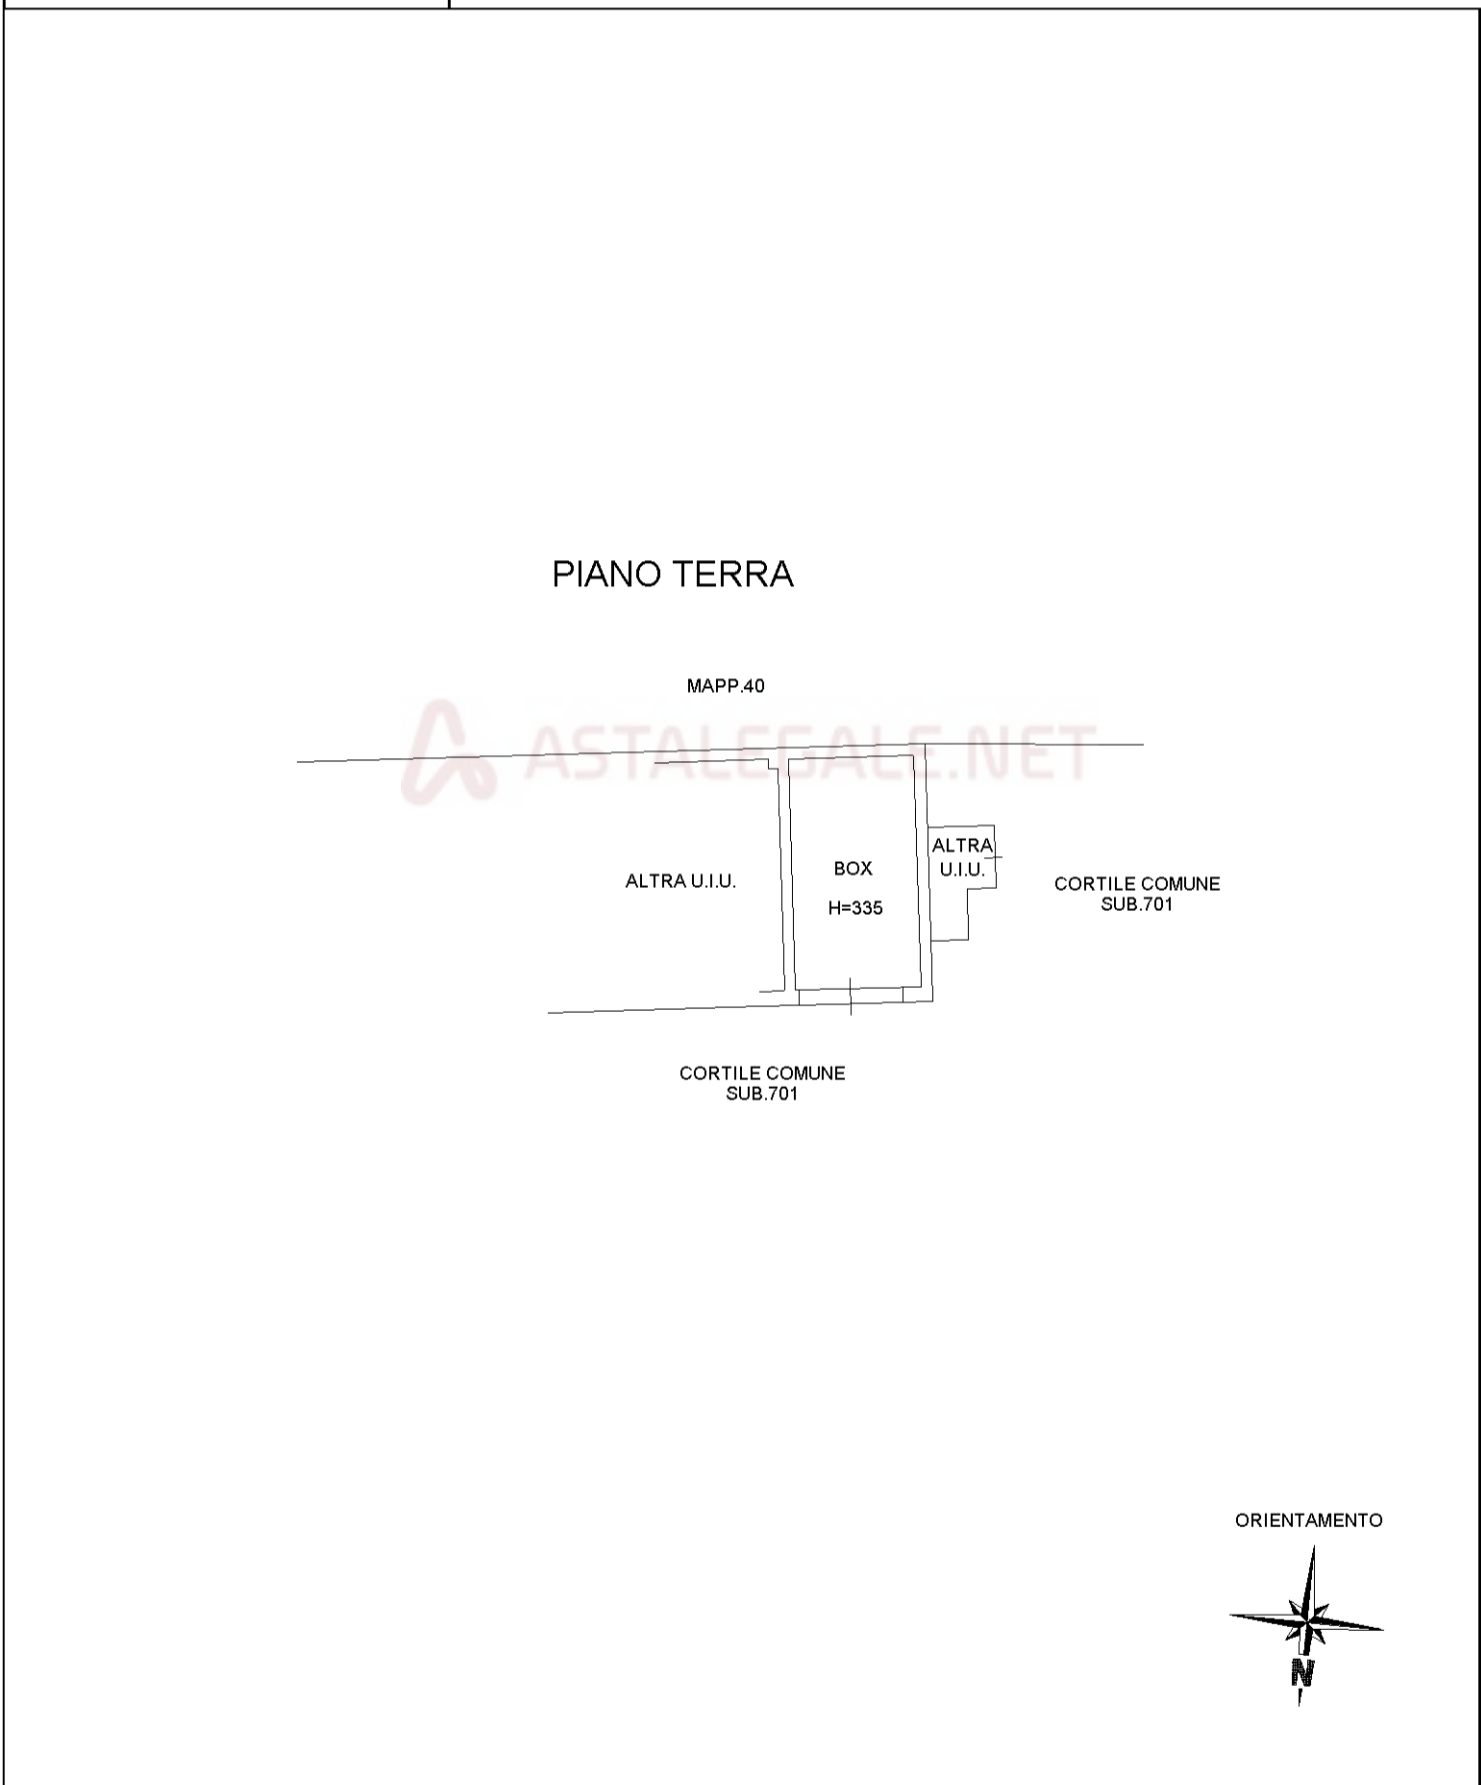 PIANO TERRA
MAPP.40
ASTALEGALE.NET
ALTRA U.I.U.
BOX
H=335
ALTRA
U.I.U.
CORTILE COMUNE
SUB.701
CORTILE COMUNE
SUB.701
ORIENTAMENTO
N